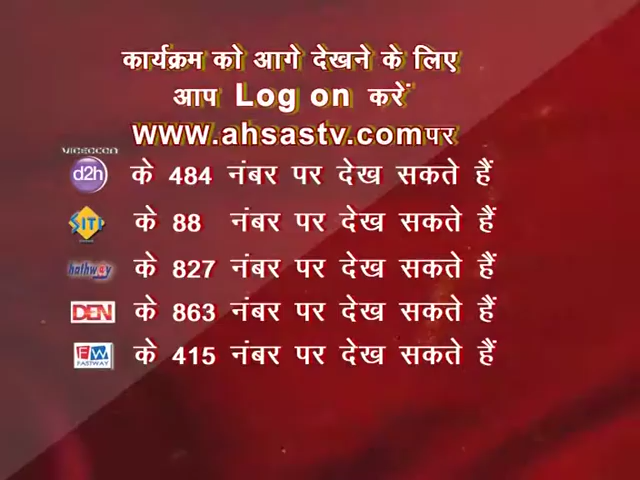 कार्यक्रम को आगे देखने के लिए
आप Log on करें
www.ahsastv.comपर
VIDEOCON
d2h के 484 नंबर पर देख सकते हैं
SITI के 88 नंबर पर देख सकते हैं
hathway के 827 नंबर पर देख सकते हैं
DEN के 863 नंबर पर देख सकते हैं
FW के 415 नंबर पर देख सकते हैं
FASTWAY